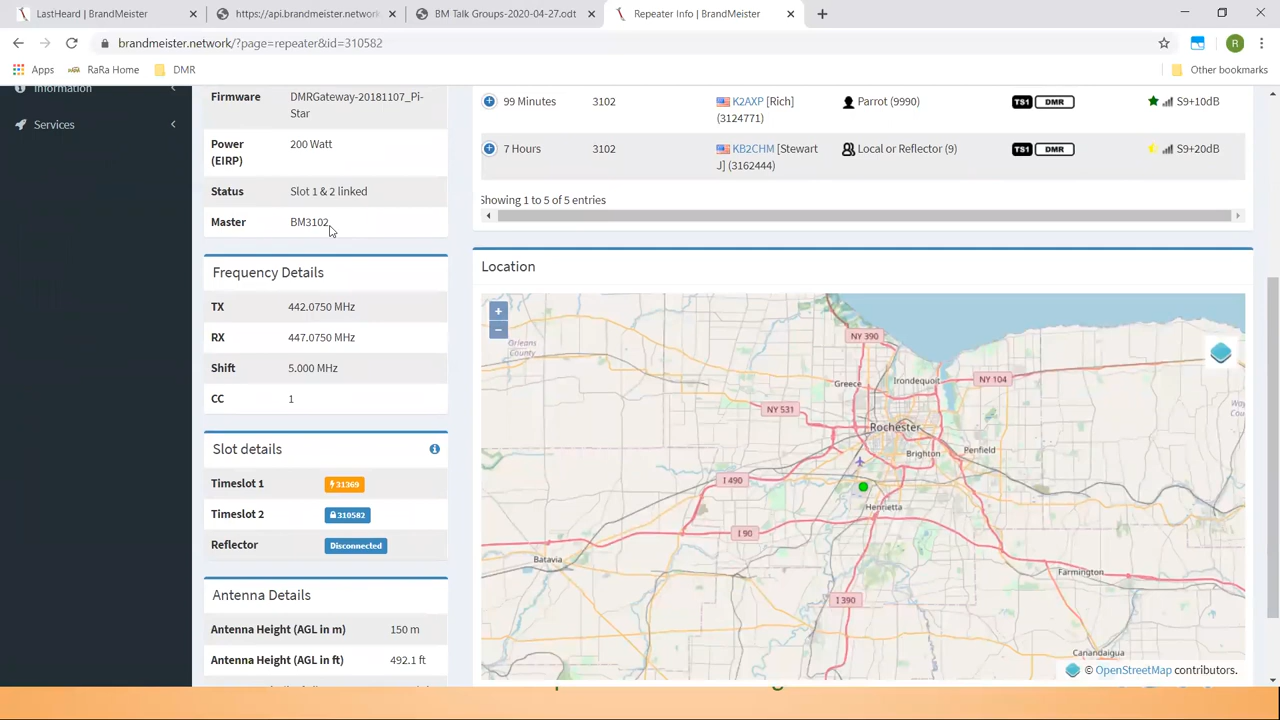 LastHeard | BrandMeister
https://api.brandmeister.network
BM Talk Groups-2020-04-27.odt
Repeater Info | BrandMeister
brandmeister.network/?page=repeater&id=310582
R
Apps
RaRa Home
DMR
Other bookmarks
Information
Services
Firmware
DMRGateway-20181107_Pi-
Star
Power
(EIRP)
200 Watt
Status
Slot 1 & 2 linked
Master
BM3102
Frequency Details
TX
442.0750 MHz
RX
447.0750 MHz
Shift
5.000 MHz
CC
1
Slot details
Timeslot 1
31369
Timeslot 2
310582
Reflector
Disconnected
Antenna Details
Antenna Height (AGL in m)
150 m
Antenna Height (AGL in ft)
492.1 ft
99 Minutes
3102
K2AXP [Rich]
(3124771)
Parrot (9990)
TS1 DMR
S9+10dB
7 Hours
3102
KB2CHM [Stewart
J] (3162444)
Local or Reflector (9)
TS1 DMR
S9+20dB
Showing 1 to 5 of 5 entries
Location
+
−
Orleans
County
NY 390
Greece
Irondequoit
NY 104
NY 531
Rochester
Brighton
Penfield
I 490
Henrietta
I 90
Batavia
Farmington
I 390
Canandaigua
© OpenStreetMap contributors.